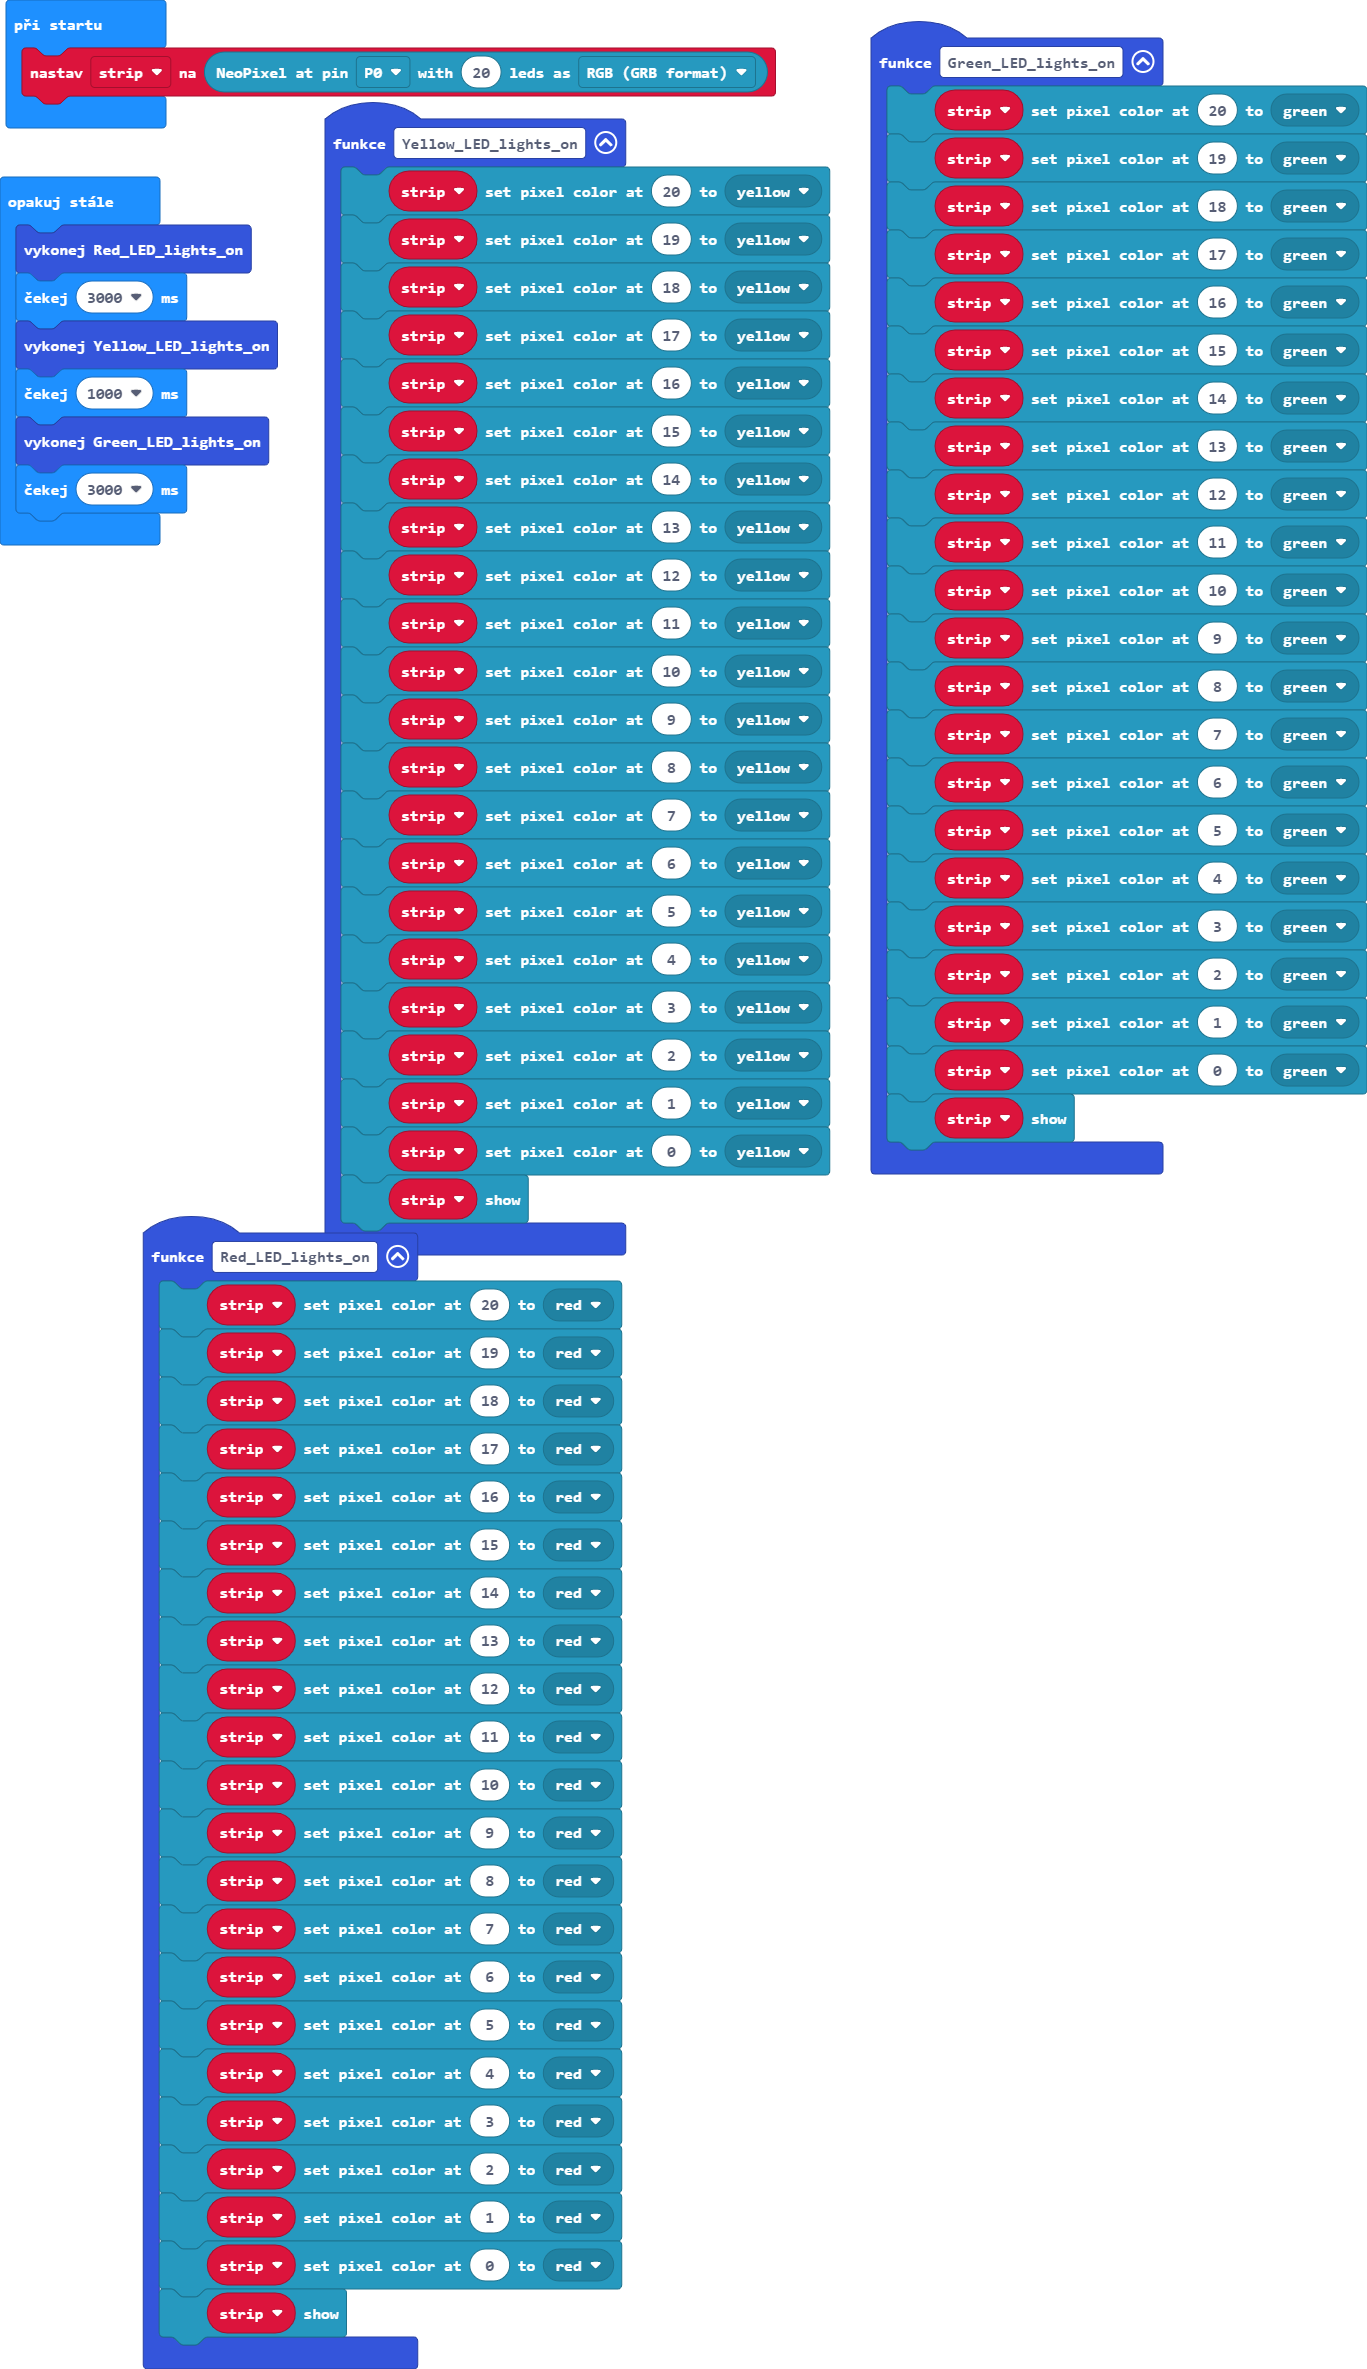 při startu
nastav strip na NeoPixel at pin P0 with 20 leds as RGB (GRB format)
opakuj stále
vykonej Red_LED_lights_on
čekej 3000 ms
vykonej Yellow_LED_lights_on
čekej 1000 ms
vykonej Green_LED_lights_on
čekej 3000 ms
funkce Yellow_LED_lights_on
strip set pixel color at 20 to yellow
strip set pixel color at 19 to yellow
strip set pixel color at 18 to yellow
strip set pixel color at 17 to yellow
strip set pixel color at 16 to yellow
strip set pixel color at 15 to yellow
strip set pixel color at 14 to yellow
strip set pixel color at 13 to yellow
strip set pixel color at 12 to yellow
strip set pixel color at 11 to yellow
strip set pixel color at 10 to yellow
strip set pixel color at 9 to yellow
strip set pixel color at 8 to yellow
strip set pixel color at 7 to yellow
strip set pixel color at 6 to yellow
strip set pixel color at 5 to yellow
strip set pixel color at 4 to yellow
strip set pixel color at 3 to yellow
strip set pixel color at 2 to yellow
strip set pixel color at 1 to yellow
strip set pixel color at 0 to yellow
strip show
funkce Green_LED_lights_on
strip set pixel color at 20 to green
strip set pixel color at 19 to green
strip set pixel color at 18 to green
strip set pixel color at 17 to green
strip set pixel color at 16 to green
strip set pixel color at 15 to green
strip set pixel color at 14 to green
strip set pixel color at 13 to green
strip set pixel color at 12 to green
strip set pixel color at 11 to green
strip set pixel color at 10 to green
strip set pixel color at 9 to green
strip set pixel color at 8 to green
strip set pixel color at 7 to green
strip set pixel color at 6 to green
strip set pixel color at 5 to green
strip set pixel color at 4 to green
strip set pixel color at 3 to green
strip set pixel color at 2 to green
strip set pixel color at 1 to green
strip set pixel color at 0 to green
strip show
funkce Red_LED_lights_on
strip set pixel color at 20 to red
strip set pixel color at 19 to red
strip set pixel color at 18 to red
strip set pixel color at 17 to red
strip set pixel color at 16 to red
strip set pixel color at 15 to red
strip set pixel color at 14 to red
strip set pixel color at 13 to red
strip set pixel color at 12 to red
strip set pixel color at 11 to red
strip set pixel color at 10 to red
strip set pixel color at 9 to red
strip set pixel color at 8 to red
strip set pixel color at 7 to red
strip set pixel color at 6 to red
strip set pixel color at 5 to red
strip set pixel color at 4 to red
strip set pixel color at 3 to red
strip set pixel color at 2 to red
strip set pixel color at 1 to red
strip set pixel color at 0 to red
strip show